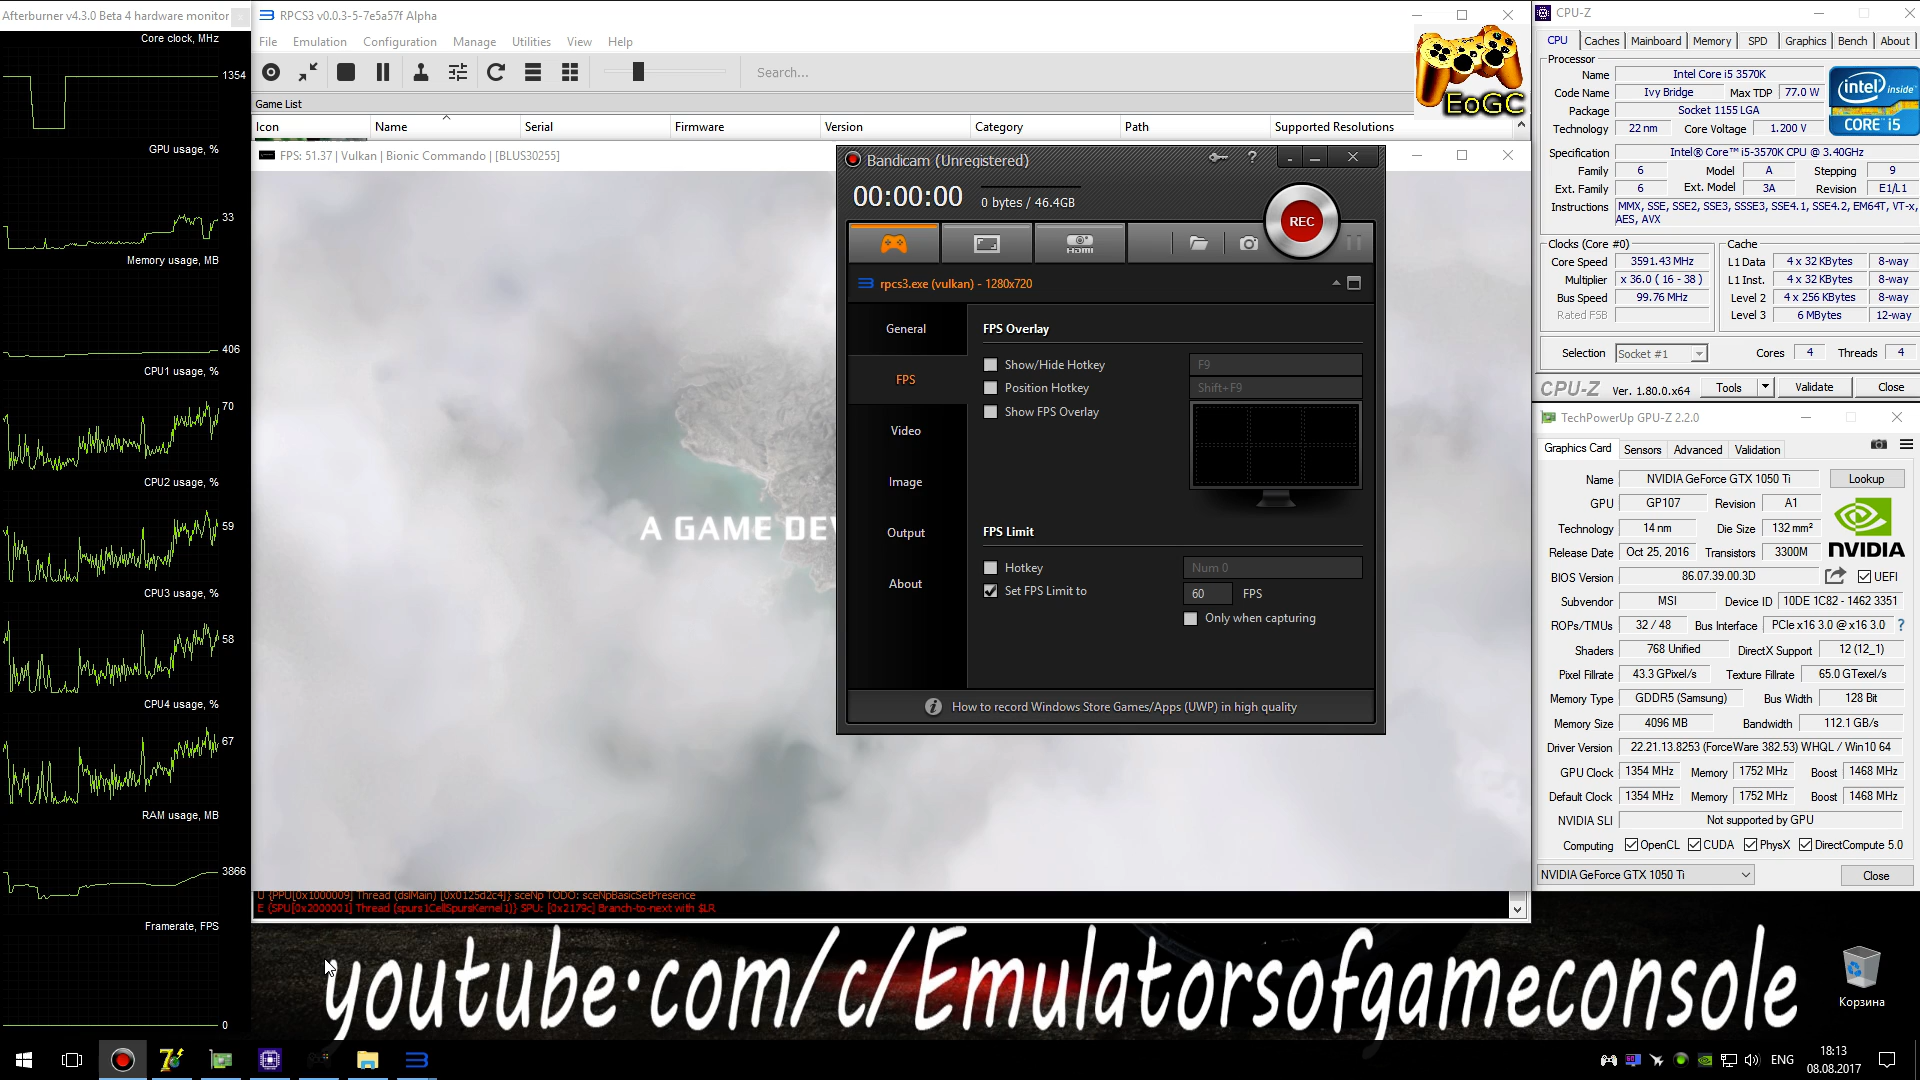 Afterburner v4.3.0 Beta 4 hardware monitor
Core clock, MHz
1354
GPU usage, %
33
Memory usage, MB
406
CPU1 usage, %
70
CPU2 usage, %
59
CPU3 usage, %
58
CPU4 usage, %
67
RAM usage, MB
3866
Framerate, FPS
0
RPCS3 v0.0.3-5-7e5a57f Alpha
File Emulation Configuration Manage Utilities View Help
Search...
EoGC
Game List
Icon Name Serial Firmware Version Category Path Supported Resolutions
FPS: 51.37 | Vulkan | Bionic Commando | [BLUS30255]
A GAME DEV
Bandicam (Unregistered)
?
00:00:00
0 bytes / 46.4GB
REC
HDMI
rpcs3.exe (vulkan) - 1280x720
General
FPS
Video
Image
Output
About
FPS Overlay
Show/Hide Hotkey F9
Position Hotkey Shift+F9
Show FPS Overlay
FPS Limit
Hotkey Num 0
Set FPS Limit to 60 FPS
Only when capturing
How to record Windows Store Games/Apps (UWP) in high quality
U {PPU[0x1000009] Thread (dslMain) [0x0125d2c4]} sceNp TODO: sceNpBasicSetPresence
E {SPU[0x2000001] Thread (spurs1CellSpursKernel1)} SPU: [0x2179c] Branch-to-next with $LR
CPU-Z
CPU Caches Mainboard Memory SPD Graphics Bench About
Processor
Name Intel Core i5 3570K
Code Name Ivy Bridge Max TDP 77.0 W
Package Socket 1155 LGA
Technology 22 nm Core Voltage 1.200 V
intel inside™
CORE i5
Specification Intel® Core™ i5-3570K CPU @ 3.40GHz
Family 6 Model A Stepping 9
Ext. Family 6 Ext. Model 3A Revision E1/L1
Instructions MMX, SSE, SSE2, SSE3, SSSE3, SSE4.1, SSE4.2, EM64T, VT-x,
AES, AVX
Clocks (Core #0)
Core Speed 3591.43 MHz
Multiplier x 36.0 ( 16 - 38 )
Bus Speed 99.76 MHz
Rated FSB
Cache
L1 Data 4 x 32 KBytes 8-way
L1 Inst. 4 x 32 KBytes 8-way
Level 2 4 x 256 KBytes 8-way
Level 3 6 MBytes 12-way
Selection Socket #1 Cores 4 Threads 4
CPU-Z Ver. 1.80.0.x64 Tools Validate Close
TechPowerUp GPU-Z 2.2.0
Graphics Card Sensors Advanced Validation
Name NVIDIA GeForce GTX 1050 Ti Lookup
GPU GP107 Revision A1
Technology 14 nm Die Size 132 mm²
Release Date Oct 25, 2016 Transistors 3300M
NVIDIA
BIOS Version 86.07.39.00.3D UEFI
Subvendor MSI Device ID 10DE 1C82 - 1462 3351
ROPs/TMUs 32 / 48 Bus Interface PCIe x16 3.0 @ x16 3.0 ?
Shaders 768 Unified DirectX Support 12 (12_1)
Pixel Fillrate 43.3 GPixel/s Texture Fillrate 65.0 GTexel/s
Memory Type GDDR5 (Samsung) Bus Width 128 Bit
Memory Size 4096 MB Bandwidth 112.1 GB/s
Driver Version 22.21.13.8253 (ForceWare 382.53) WHQL / Win10 64
GPU Clock 1354 MHz Memory 1752 MHz Boost 1468 MHz
Default Clock 1354 MHz Memory 1752 MHz Boost 1468 MHz
NVIDIA SLI Not supported by GPU
Computing OpenCL CUDA PhysX DirectCompute 5.0
NVIDIA GeForce GTX 1050 Ti Close
youtube.com/c/Emulatorsofgameconsole
Корзина
ENG
18:13
08.08.2017